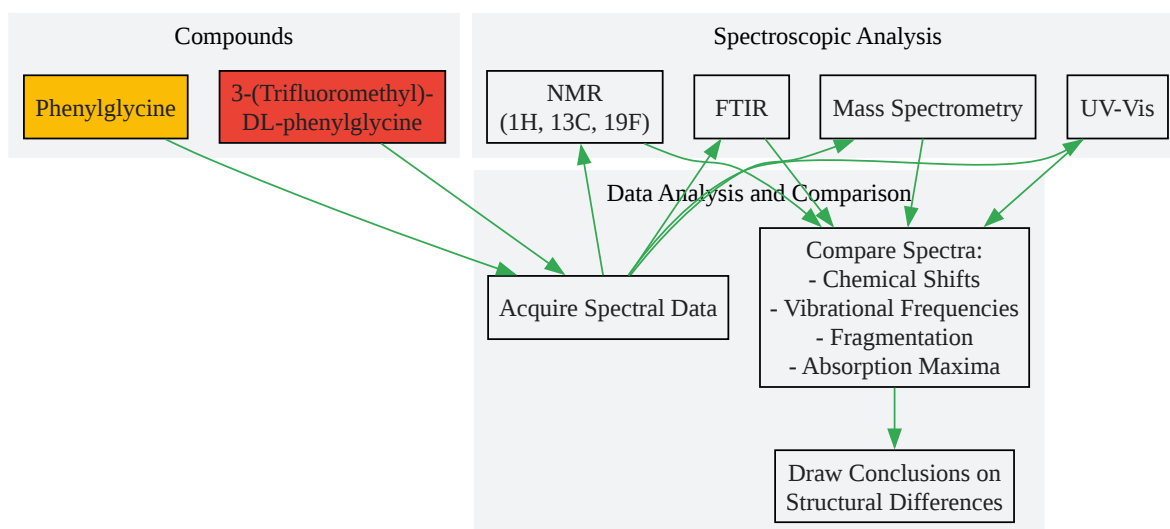 Compounds
Phenylglycine
3-(Trifluoromethyl)-
DL-phenylglycine
Spectroscopic Analysis
NMR
(1H, 13C, 19F)
FTIR
Mass Spectrometry
UV-Vis
Data Analysis and Comparison
Acquire Spectral Data
Compare Spectra:
- Chemical Shifts
- Vibrational Frequencies
- Fragmentation
- Absorption Maxima
Draw Conclusions on
Structural Differences